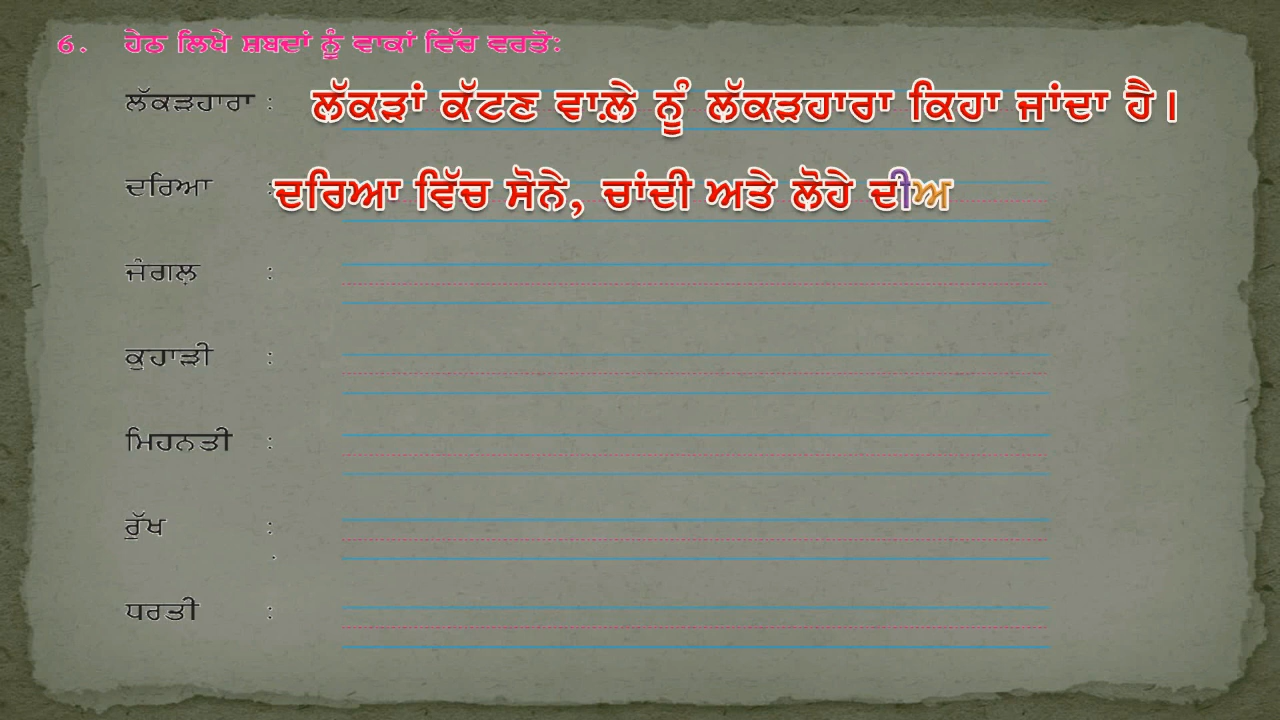 6. ਹੇਠ ਲਿਖੇ ਸ਼ਬਦਾਂ ਨੂੰ ਵਾਕਾਂ ਵਿੱਚ ਵਰਤੋ:
ਲੱਕੜਹਾਰਾ : ਲੱਕੜਾਂ ਕੱਟਣ ਵਾਲ਼ੇ ਨੂੰ ਲੱਕੜਹਾਰਾ ਕਿਹਾ ਜਾਂਦਾ ਹੈ।
ਦਰਿਆ : ਦਰਿਆ ਵਿੱਚ ਸੋਨੇ, ਚਾਂਦੀ ਅਤੇ ਲੋਹੇ ਦੀਅ
ਜੰਗਲ਼ :
ਕੁਹਾੜੀ :
ਮਿਹਨਤੀ :
ਰੁੱਖ :
ਧਰਤੀ :